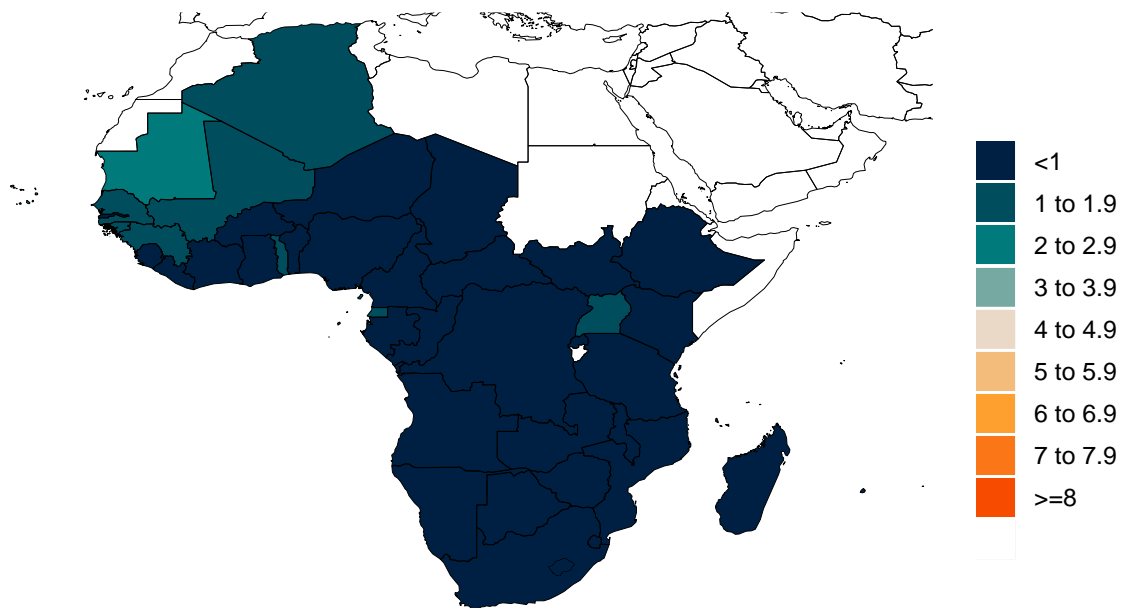 <1
1 to 1.9
2 to 2.9
3 to 3.9
4 to 4.9
5 to 5.9
6 to 6.9
7 to 7.9
>=8